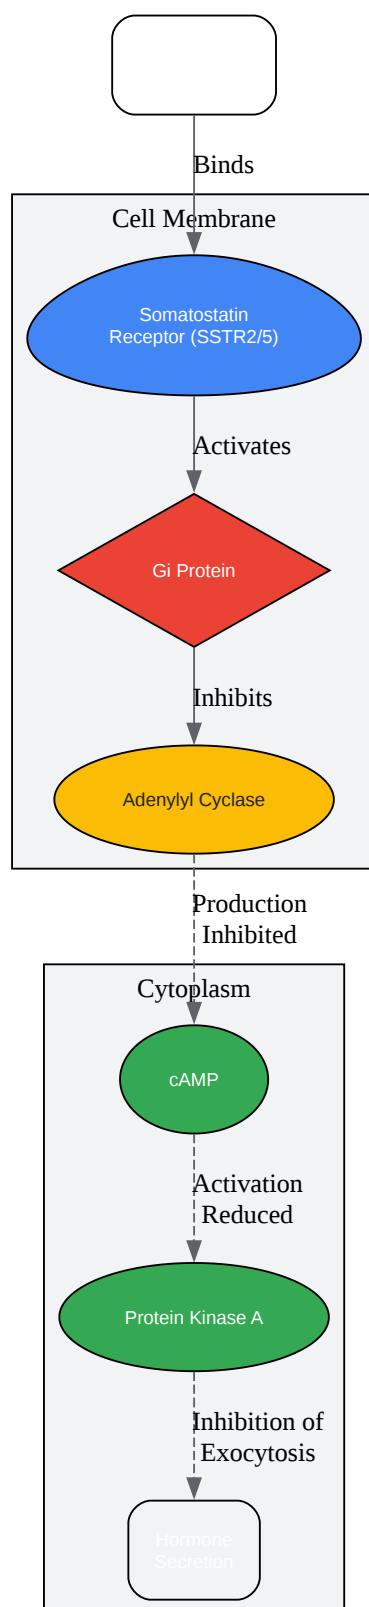 Binds
Cell Membrane
Somatostatin
Receptor (SSTR2/5)
Activates
Gi Protein
Inhibits
Adenylyl Cyclase
Production
Inhibited
Cytoplasm
cAMP
Activation
Reduced
Protein Kinase A
Inhibition of
Exocytosis
Hormone
Secretion